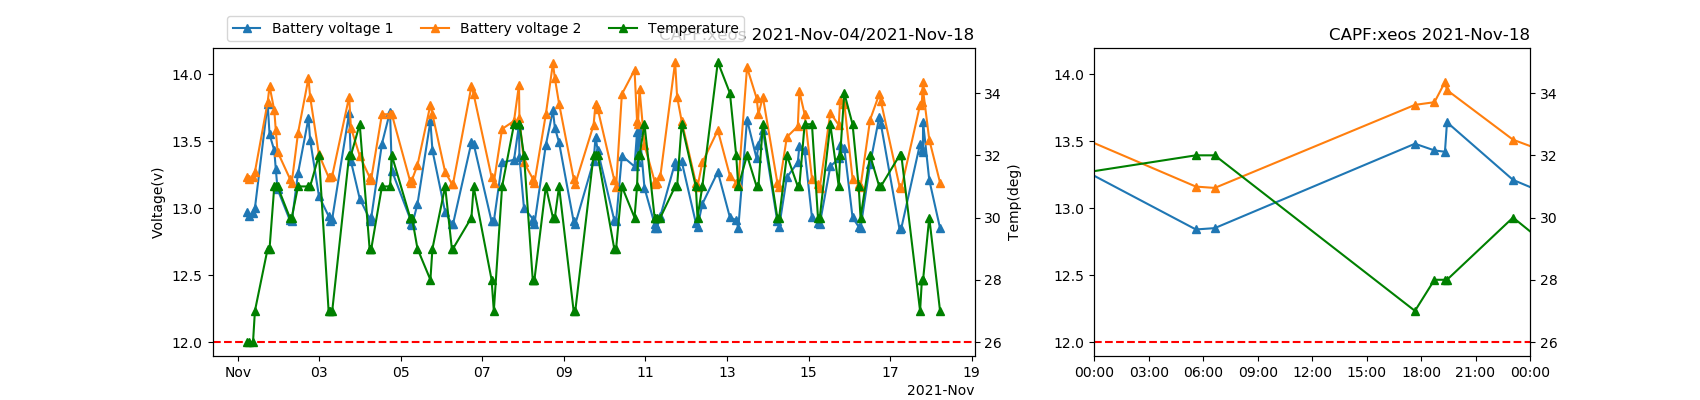 Battery voltage 1 Battery voltage 2 Temperature
CAPF:xeos 2021-Nov-04/2021-Nov-18
CAPF:xeos 2021-Nov-18
14.0 34 14.0 34
13.5 32 13.5 32
Voltage(v) Temp(deg)
13.0 30 13.0 30
12.5 28 12.5 28
12.0 26 12.0 26
Nov 03 05 07 09 11 13 15 17 19
2021-Nov
00:00 03:00 06:00 09:00 12:00 15:00 18:00 21:00 00:00